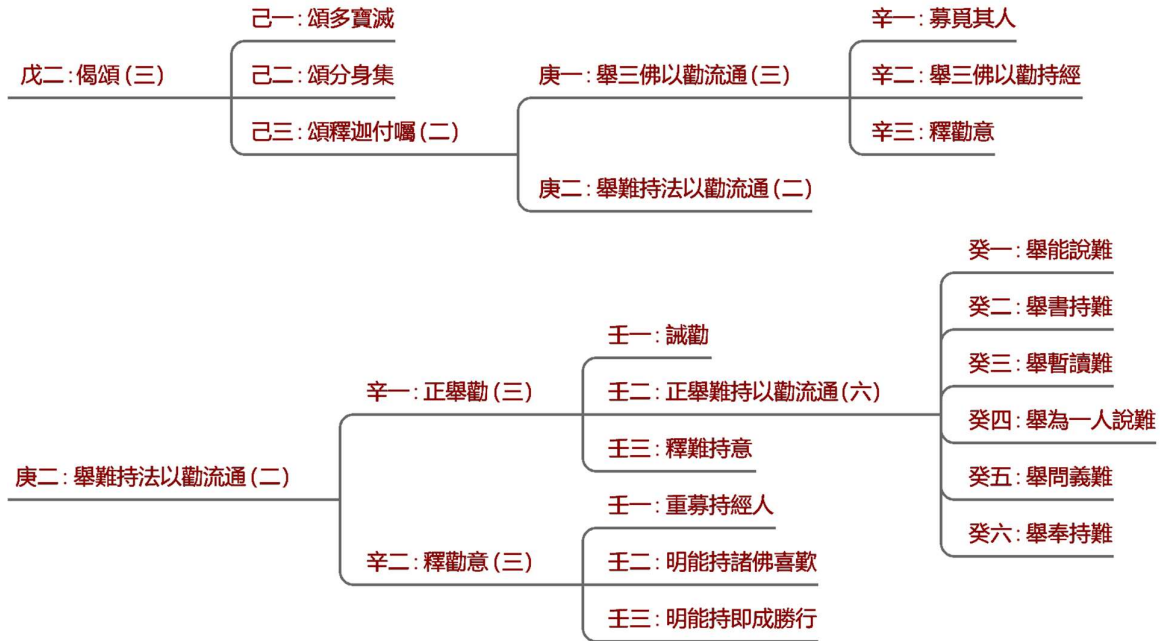 戊二：偈頌(三)
己一：頌多寶滅
己二：頌分身集
己三：頌釋迦付囑(二)
庚一：舉三佛以勸流通(三)
辛一：募覓其人
辛二：舉三佛以勸持經
辛三：釋勸意
庚二：舉難持法以勸流通(二)
庚二：舉難持法以勸流通(二)
辛一：正舉勸(三)
壬一：誡勸
壬二：正舉難持以勸流通(六)
癸一：舉能說難
癸二：舉書持難
癸三：舉暫讀難
癸四：舉為一人說難
癸五：舉問義難
癸六：舉奉持難
壬三：釋難持意
辛二：釋勸意(三)
壬一：重募持經人
壬二：明能持諸佛喜歡
壬三：明能持即成勝行